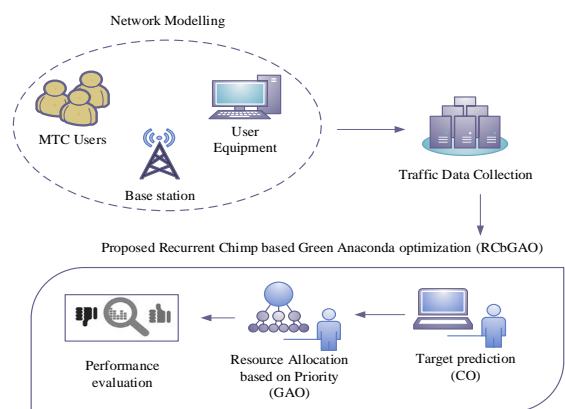 Network Modelling
MTC Users
User
Equipment
Base station
Traffic Data Collection
Proposed Recurrent Chimp based Green Anaconda optimization (RCbGAO)
Performance
evaluation
Resource Allocation
based on Priority
(GAO)
Target prediction
(CO)